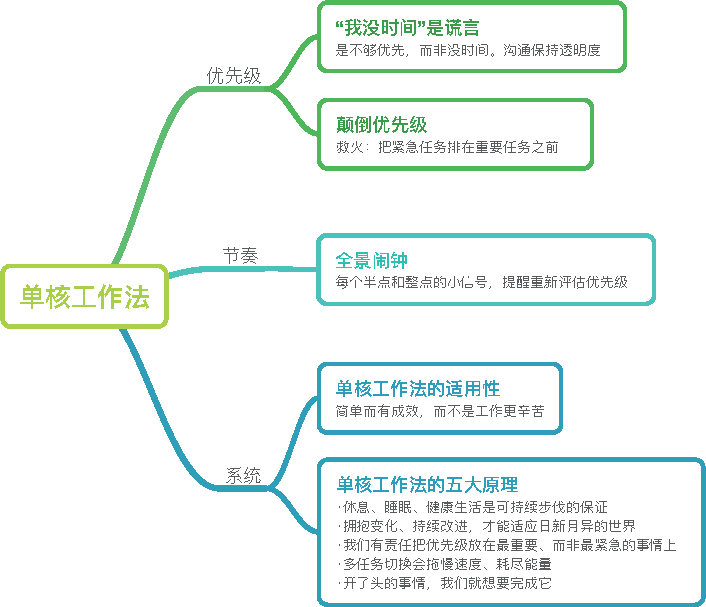 单核工作法
优先级
“我没时间”是谎言
是不够优先，而非没时间。沟通保持透明度
颠倒优先级
救火：把紧急任务排在重要任务之前
节奏
全景闹钟
每个半点和整点的小信号，提醒重新评估优先级
系统
单核工作法的适用性
简单而有成效，而不是工作更辛苦
单核工作法的五大原理
·休息、睡眠、健康生活是可持续步伐的保证
·拥抱变化、持续改进，才能适应日新月异的世界
·我们有责任把优先级放在最重要、而非最紧急的事情上
·多任务切换会拖慢速度、耗尽能量
·开了头的事情，我们就想要完成它